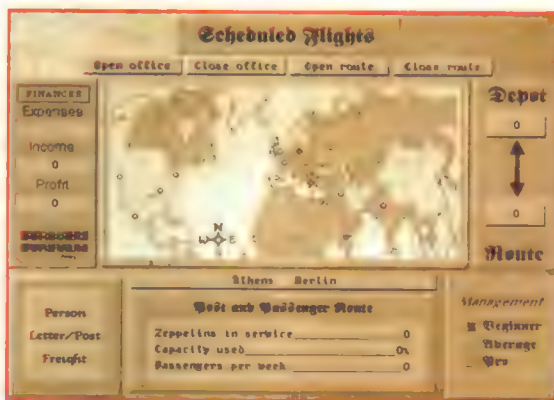 Scheduled Flights
Open office Close office Open route Close route
FINANCES
Expenses
Income
0
Profit
0
Depot
0
0
Route
N
W E
Athens Berlin
Post and Passenger Route
Zeppelins in service 0
Capacity used 0%
Passengers per week 0
Person
Letter/Post
Freight
Management
Beginner
Average
Pro